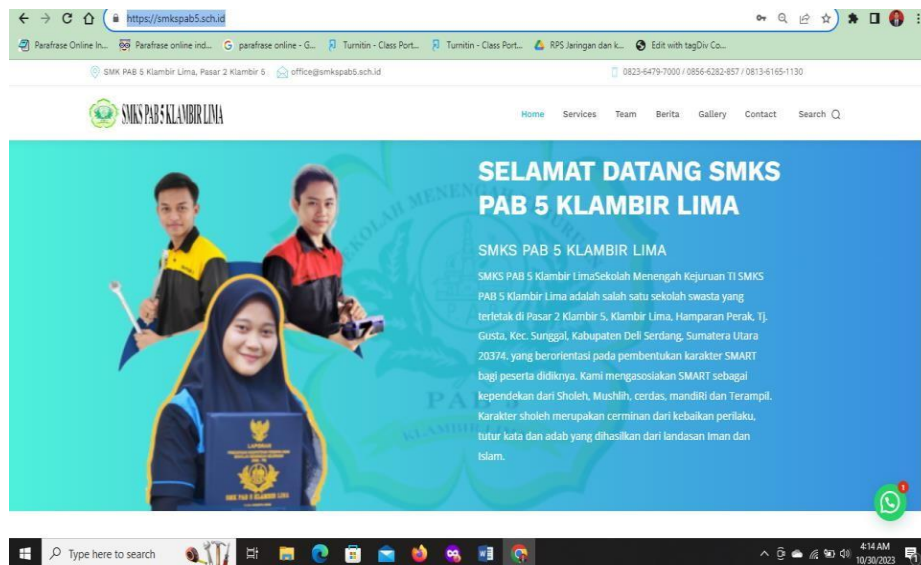 https://smkspab5.sch.id
Parafrase Online In... Parafrase online ind... parafrase online - G... Turnitin - Class Port... Turnitin - Class Port... RPS Jaringan dan k... Edit with tagDiv Co...
SMK PAB 5 Klambir Lima, Pasar 2 Klambir 5 office@smkspab5.sch.id 0823-6479-7000 / 0856-6282-857 / 0813-6165-1130
SMKS PAB 5 KLAMBIR LIMA Home Services Team Berita Gallery Contact Search
SELAMAT DATANG SMKS
PAB 5 KLAMBIR LIMA
SMKS PAB 5 KLAMBIR LIMA
SMKS PAB 5 Klambir LimaSekolah Menengah Kejuruan TI SMKS
PAB 5 Klambir Lima adalah salah satu sekolah swasta yang
terletak di Pasar 2 Klambir 5, Klambir Lima, Hamparan Perak, Tj.
Gusta, Kec. Sunggal, Kabupaten Deli Serdang, Sumatera Utara
20374. yang berorientasi pada pembentukan karakter SMART
bagi peserta didiknya. Kami mengasosiakan SMART sebagai
kependekan dari Sholeh, Mushlih, cerdas, mandiRi dan Terampil.
Karakter sholeh merupakan cerminan dari kebaikan perilaku,
tutur kata dan adab yang dihasilkan dari landasan Iman dan
Islam.
LAPORAN
SMK PAB 5 KLAMBIR LIMA
PAB 5
KLAMBIR LIMA
1
Type here to search
4:14 AM
10/30/2023